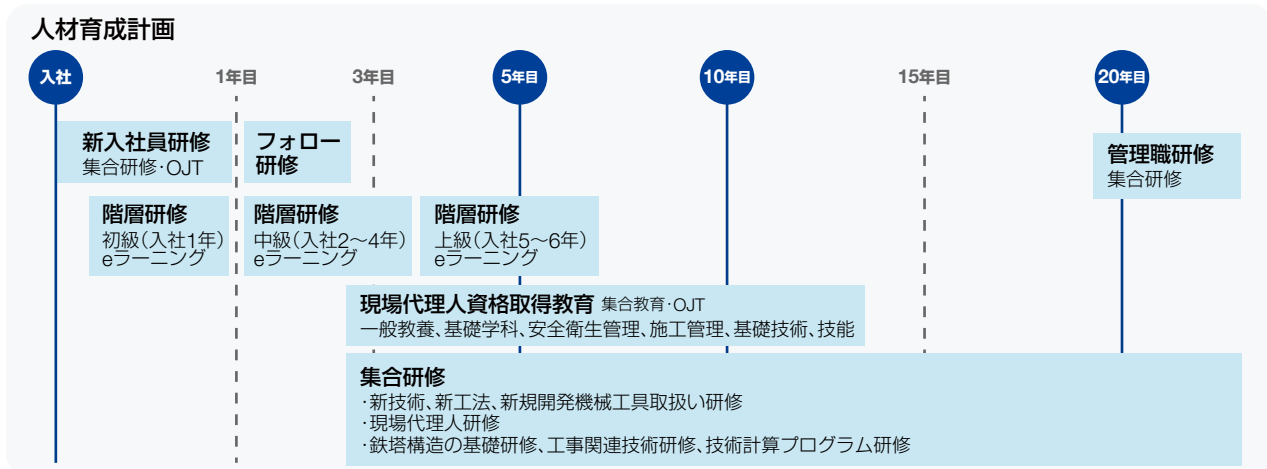 人材育成計画
入社
1年目
3年目
5年目
10年目
15年目
20年目
新入社員研修
集合研修・OJT
フォロー
研修
管理職研修
集合研修
階層研修
初級(入社1年)
eラーニング
階層研修
中級(入社2～4年)
eラーニング
階層研修
上級(入社5～6年)
eラーニング
現場代理人資格取得教育 集合教育・OJT
一般教養、基礎学科、安全衛生管理、施工管理、基礎技術、技能
集合研修
・新技術、新工法、新規開発機械工具取扱い研修
・現場代理人研修
・鉄塔構造の基礎研修、工事関連技術研修、技術計算プログラム研修